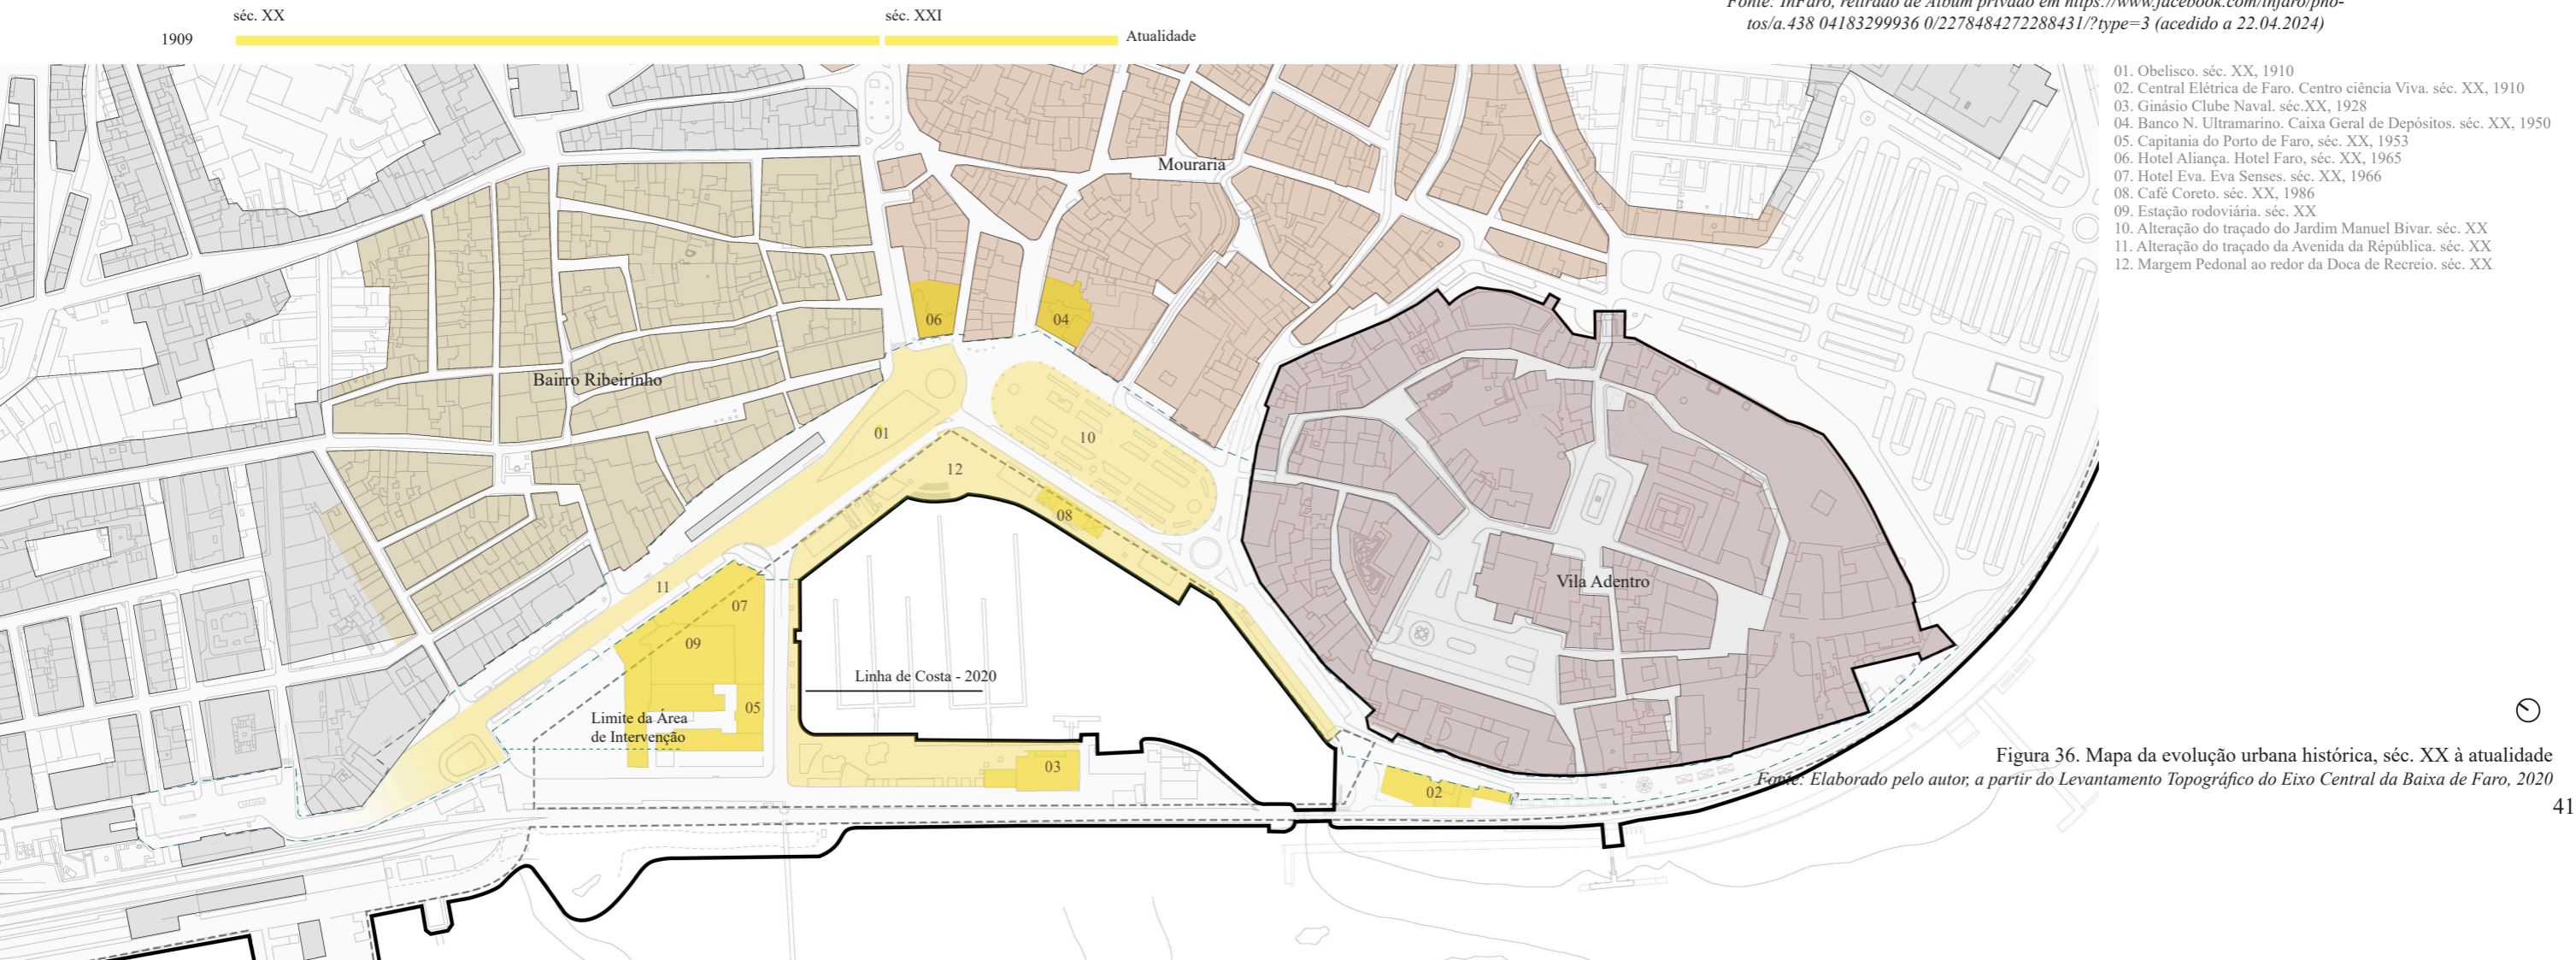 séc. XX
séc. XXI
1909
Atualidade
Fonte: InFaro, retirado de Álbum privado em https://www.facebook.com/infaro/pho-
tos/a.438 04183299936 0/2278484272288431/?type=3 (acedido a 22.04.2024)
01. Obelisco. séc. XX, 1910
02. Central Elétrica de Faro. Centro ciência Viva. séc. XX, 1910
03. Ginásio Clube Naval. séc.XX, 1928
04. Banco N. Ultramarino. Caixa Geral de Depósitos. séc. XX, 1950
05. Capitania do Porto de Faro, séc. XX, 1953
06. Hotel Aliança. Hotel Faro, séc. XX, 1965
07. Hotel Eva. Eva Senses. séc. XX, 1966
08. Café Coreto. séc. XX, 1986
09. Estação rodoviária. séc. XX
10. Alteração do traçado do Jardim Manuel Bivar. séc. XX
11. Alteração do traçado da Avenida da Répública. séc. XX
12. Margem Pedonal ao redor da Doca de Recreio. séc. XX
Mouraria
06
04
Bairro Ribeirinho
01
10
12
08
Vila Adentro
11
07
09
Linha de Costa - 2020
05
Limite da Área
de Intervenção
03
02
Figura 36. Mapa da evolução urbana histórica, séc. XX à atualidade
Fonte: Elaborado pelo autor, a partir do Levantamento Topográfico do Eixo Central da Baixa de Faro, 2020
41